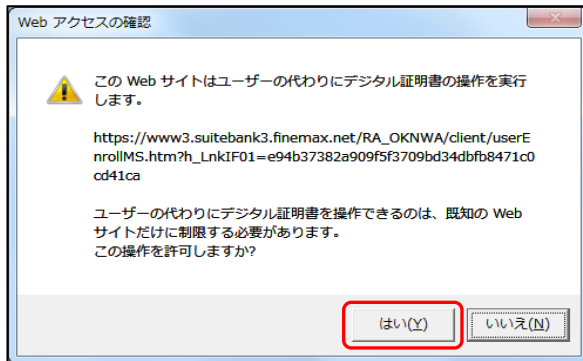 Web アクセスの確認
この Web サイトはユーザーの代わりにデジタル証明書の操作を実行
します。
https://www3.suitebank3.finemax.net/RA_OKNWA/client/userE
nrollMS.htm?h_LnkIF01=e94b37382a909f5f3709bd34dbfb8471c0
cd41ca
ユーザーの代わりにデジタル証明書を操作できるのは、既知の Web
サイトだけに制限する必要があります。
この操作を許可しますか?
はい(Y)
いいえ(N)